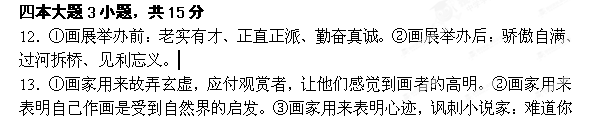 四本大题3小题，共15分
12．①画展举办前：老实有才、正直正派、勤奋真诚。②画展举办后：骄傲自满、
过河拆桥、见利忘义。
13．①画家用来故弄玄虚，应付观赏者，让他们感觉到画者的高明。②画家用来
表明自己作画是受到自然界的启发。③画家用来表明心迹，讽刺小说家：难道你